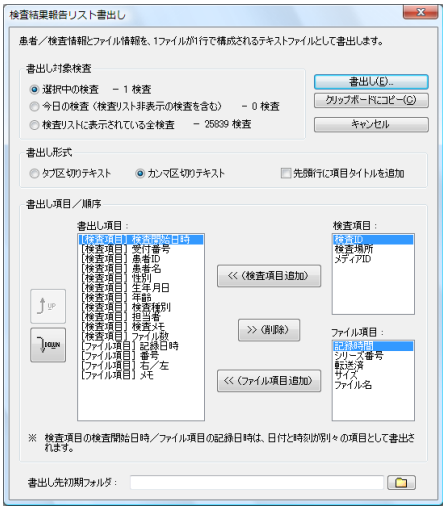 検査結果報告リスト書出し
患者／検査情報とファイル情報を、1ファイルが1行で構成されるテキストファイルとして書出します。
書出し対象検査
選択中の検査 － 1 検査
今日の検査（検査リスト非表示の検査を含む） － 0 検査
検査リストに表示されている全検査 － 25839 検査
書出し(E)...
クリップボードにコピー(C)
キャンセル
書出し形式
タブ区切りテキスト
カンマ区切りテキスト
先頭行に項目タイトルを追加
書出し項目／順序
書出し項目：
[検査項目] 検査開始日時
[検査項目] 受付番号
[検査項目] 患者ID
[検査項目] 患者名
[検査項目] 性別
[検査項目] 生年月日
[検査項目] 年齢
[検査項目] 検査種別
[検査項目] 担当者
[検査項目] 検査メモ
[検査項目] ファイル数
[ファイル項目] 記録日時
[ファイル項目] 番号
[ファイル項目] 右／左
[ファイル項目] メモ
UP
DOWN
<< (検査項目追加)
>> (削除)
<< (ファイル項目追加)
検査項目：
検査ID
検査場所
メディアID
ファイル項目：
記録時間
シリーズ番号
転送済
サイズ
ファイル名
※ 検査項目の検査開始日時／ファイル項目の記録日時は、日付と時刻が別々の項目として書出さ
れます。
書出し先初期フォルダ：